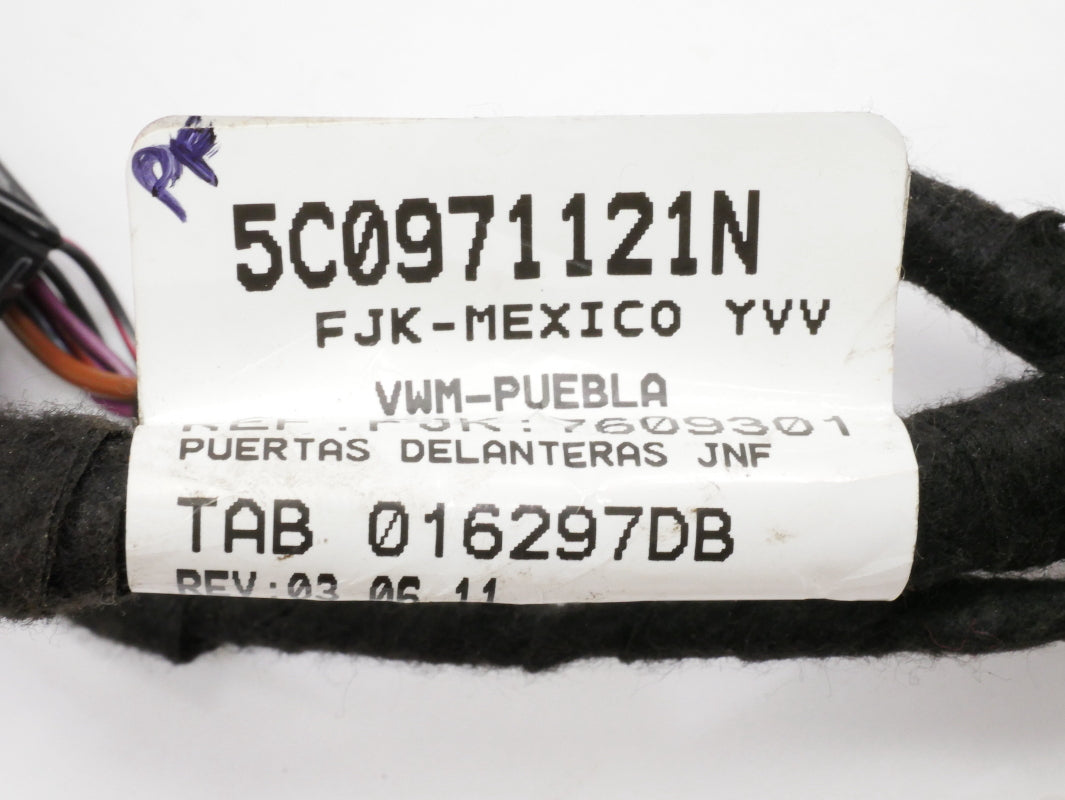 5C0971121N
FJK-MEXICO YVV
VWM-PUEBLA
REF.:FJK:7609301
PUERTAS DELANTERAS JNF
TAB 016297DB
REV:03 06 11